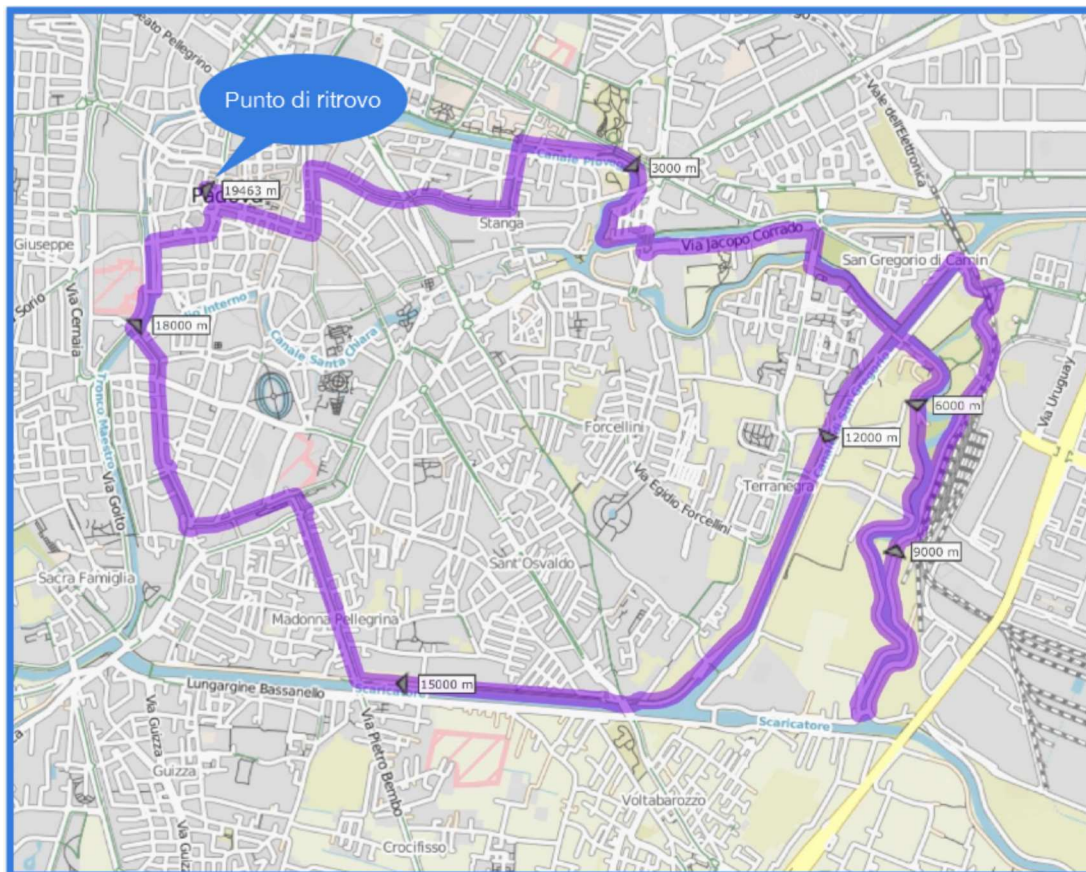 Punto di ritrovo
19463 m
Padova
Canale Piove
3000 m
Viale dell'Elettronica
Stanga
Via Jacopo Corrado
San Gregorio di Camin
Giuseppe
Sorio
Via Cernaia
18000 m
Interno
Canale Santa Chiara
Tronco Maestro
Via Goito
Forcellini
Via Egidio Forcellini
Terranegra
12000 m
6000 m
Via Uruguay
9000 m
Sacra Famiglia
Sant'Osvaldo
Madonna Pellegrina
Lungargine Bassanello
15000 m
Scaricatore
Scaricatore
Via Guizza
Guizza
Via Pietro Bembo
Voltabarozzo
Crocifisso
Via Guizz